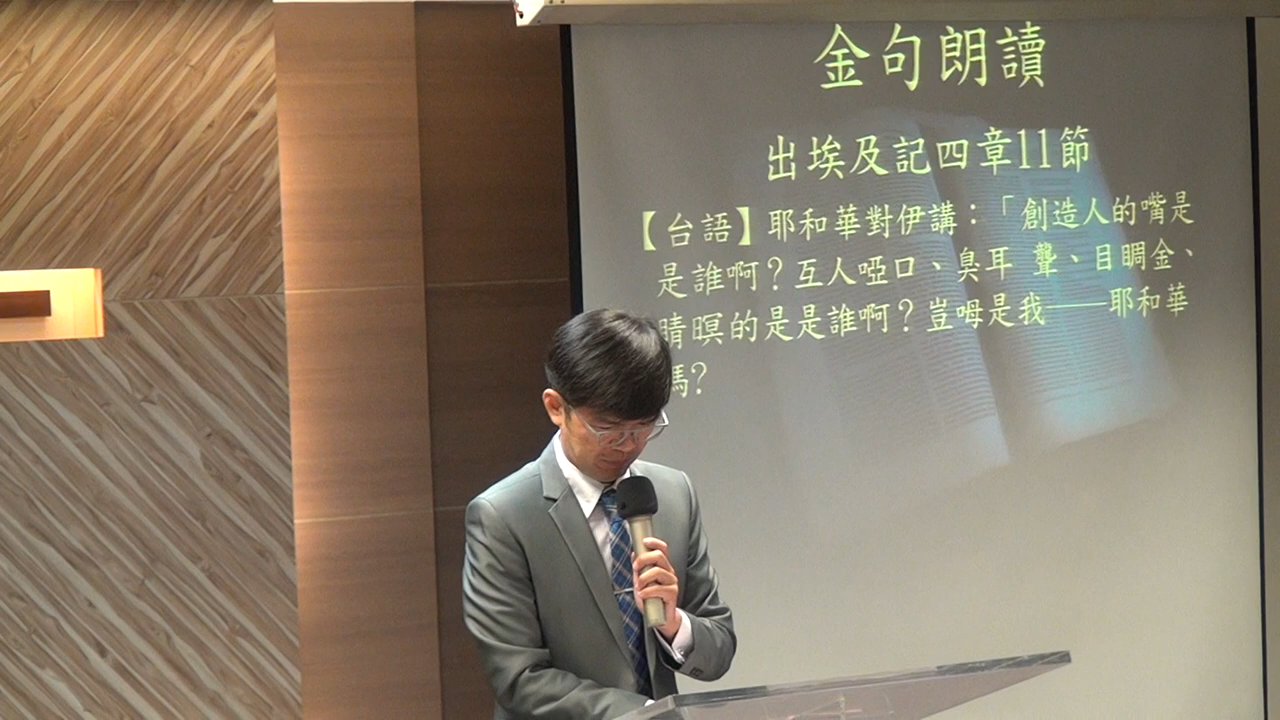 金句朗讀
出埃及記四章11節
【台語】耶和華對伊講：「創造人的嘴是
是誰啊？互人啞口、臭耳 聾、目睭金、
睛暝的是是誰啊？豈毋是我──耶和華
嗎?